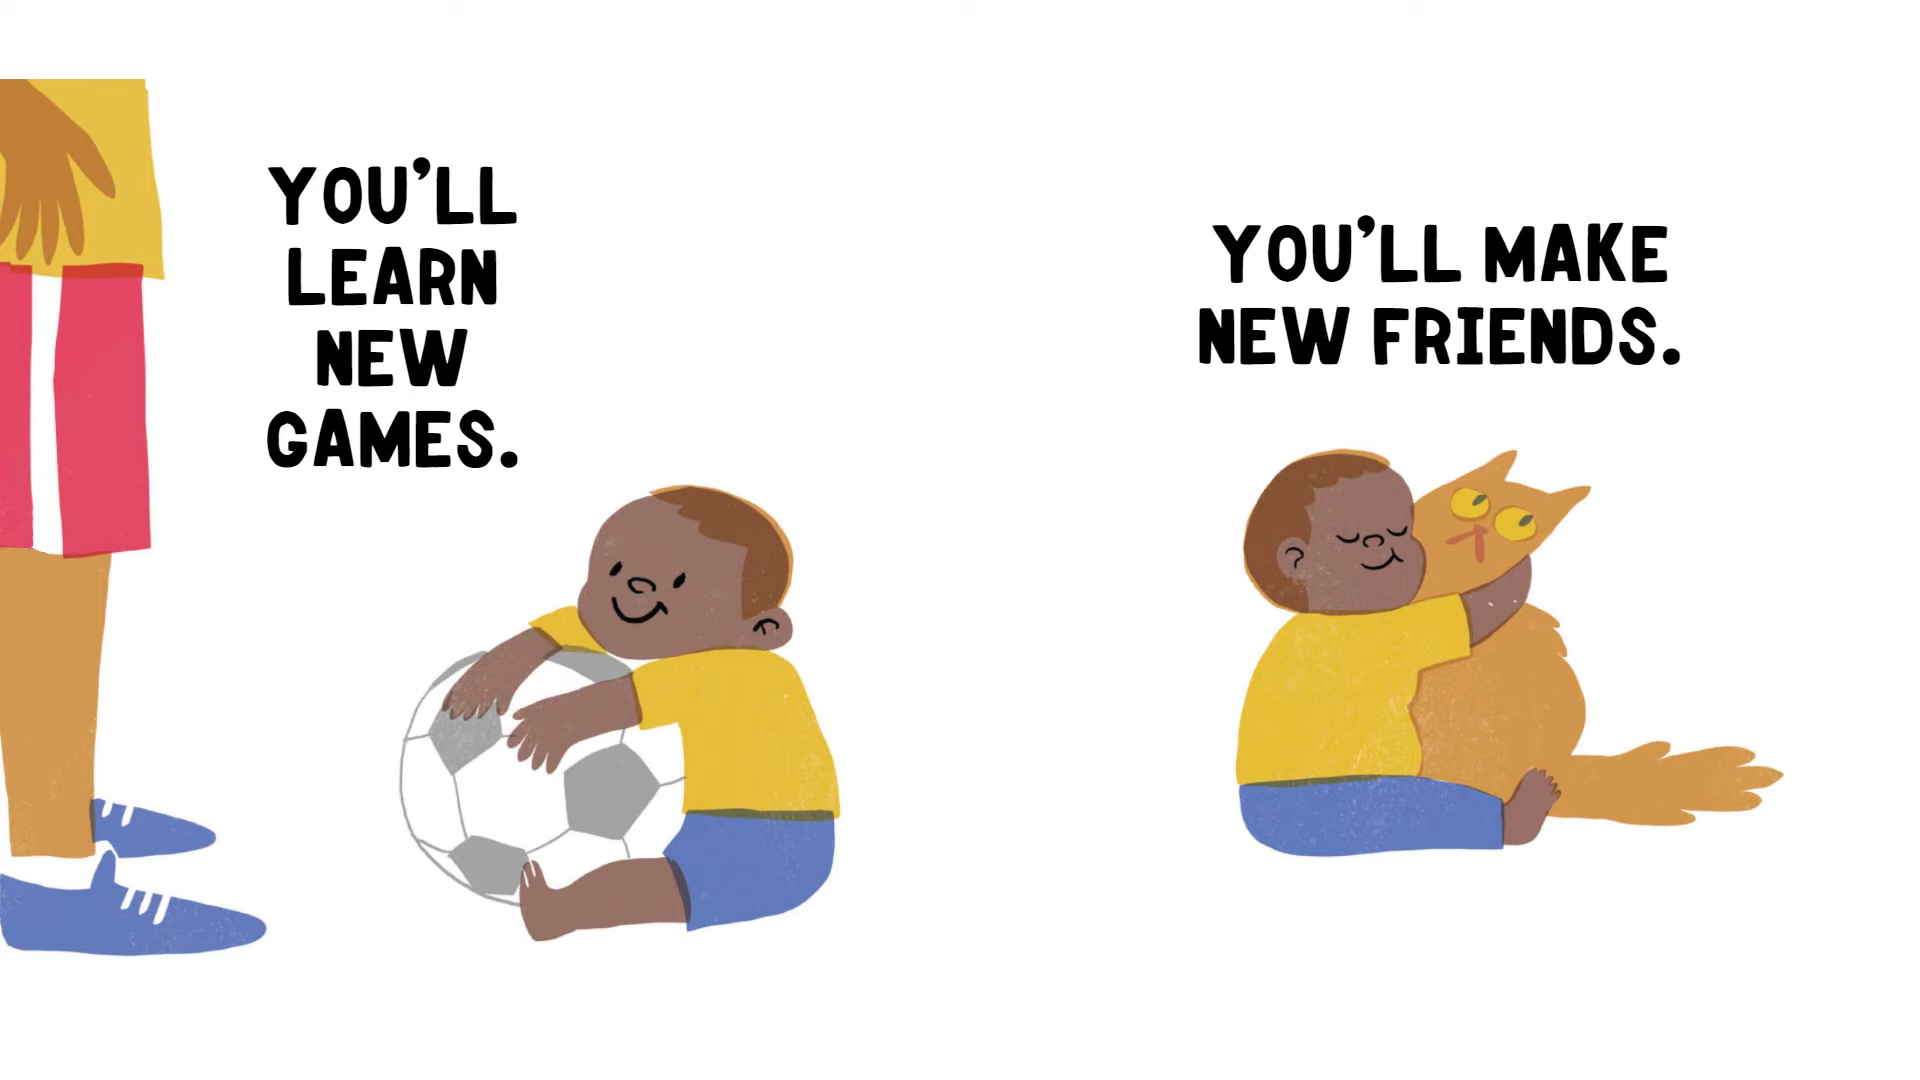 YOU'LL
LEARN
NEW
GAMES.
YOU'LL MAKE
NEW FRIENDS.